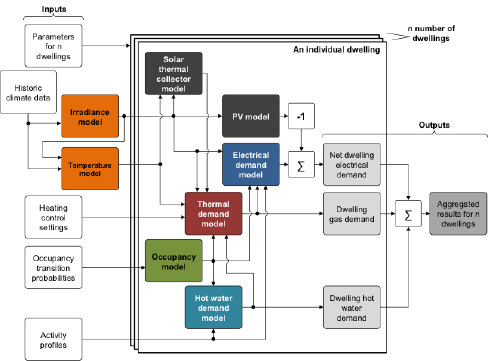 Inputs
n number of
dwellings
Parameters
for n
dwellings
An individual dwelling
Solar
thermal
collector
model
Historic
climate data
Irradiance
model
PV model
-1
Outputs
Temperature
model
Electrical
demand
model
Σ
Net dwelling
electrical
demand
Heating
control
settings
Thermal
demand
model
Dwelling
gas demand
Σ
Aggregated
results for n
dwellings
Occupancy
transition
probabilities
Occupancy
model
Hot water
demand
model
Dwelling hot
water
demand
Activity
profiles